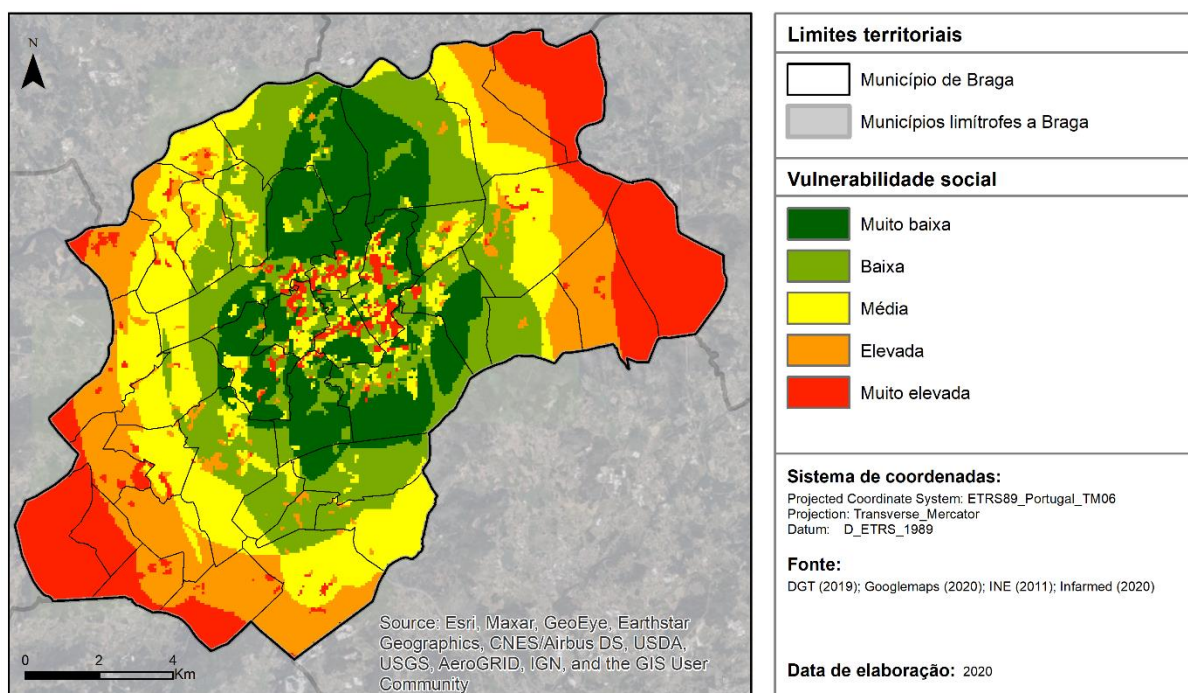 N
0 2 4
Km
Source: Esri, Maxar, GeoEye, Earthstar
Geographics, CNES/Airbus DS, USDA,
USGS, AeroGRID, IGN, and the GIS User
Community
Limites territoriais
Município de Braga
Municípios limítrofes a Braga
Vulnerabilidade social
Muito baixa
Baixa
Média
Elevada
Muito elevada
Sistema de coordenadas:
Projected Coordinate System: ETRS89_Portugal_TM06
Projection: Transverse_Mercator
Datum: D_ETRS_1989
Fonte:
DGT (2019); Googlemaps (2020); INE (2011); Infarmed (2020)
Data de elaboração: 2020